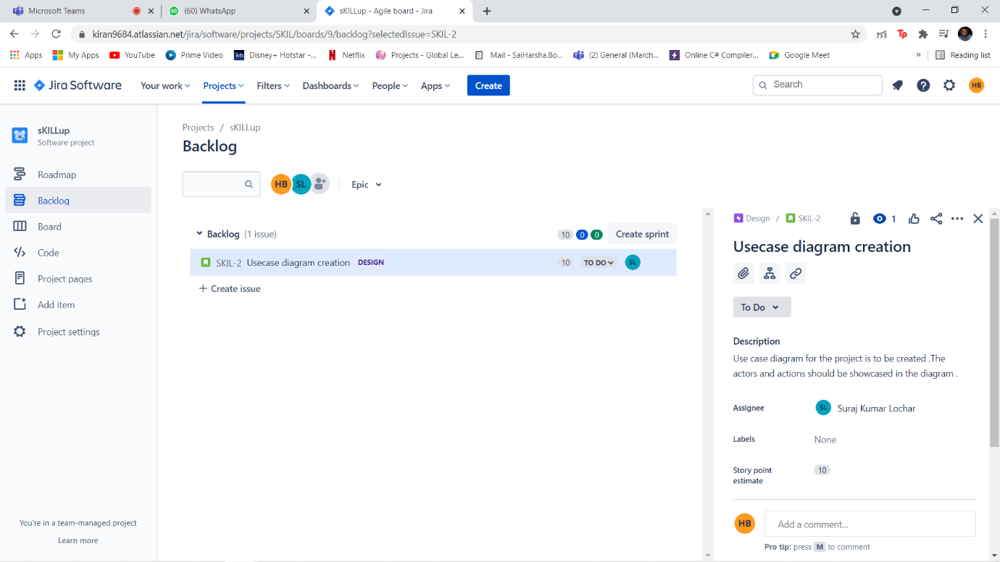 Microsoft Teams
60 (60) WhatsApp
sKILLup - Agile board - Jira
kiran9684.atlassian.net/jira/software/projects/SKIL/boards/9/backlog?selectedIssue=SKIL-2
Apps My Apps YouTube Prime Video Disney+ Hotstar -... Netflix Projects - Global Le... Mail - SaiHarsha.Bo... (2) General (March... Online C# Compiler... Google Meet » Reading list
Jira Software Your work Projects Filters Dashboards People Apps Create Search HB
sKILLup
Software project
Roadmap
Backlog
Board
Code
Project pages
Add item
Project settings
You're in a team-managed project
Learn more
Projects / sKILLup
Backlog
HB SL Epic
Backlog (1 issue) 10 0 0 Create sprint
SKIL-2 Usecase diagram creation DESIGN 10 TO DO SL
+ Create issue
Design / SKIL-2 1
Usecase diagram creation
To Do
Description
Use case diagram for the project is to be created .The
actors and actions should be showcased in the diagram .
Assignee SL Suraj Kumar Lochar
Labels None
Story point
estimate 10
HB Add a comment...
Pro tip: press M to comment